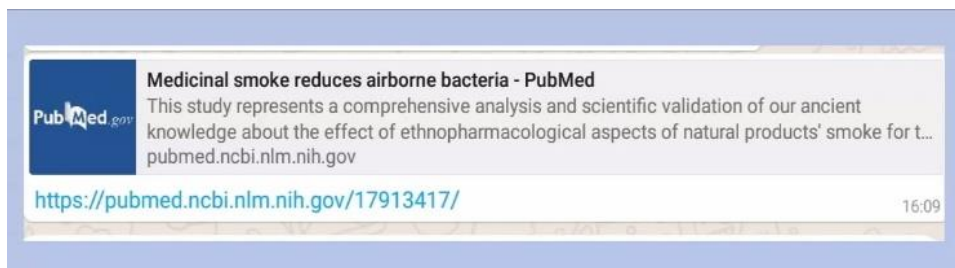 Medicinal smoke reduces airborne bacteria - PubMed
PubMed.gov
This study represents a comprehensive analysis and scientific validation of our ancient
knowledge about the effect of ethnopharmacological aspects of natural products' smoke for t...
pubmed.ncbi.nlm.nih.gov
https://pubmed.ncbi.nlm.nih.gov/17913417/
16:09